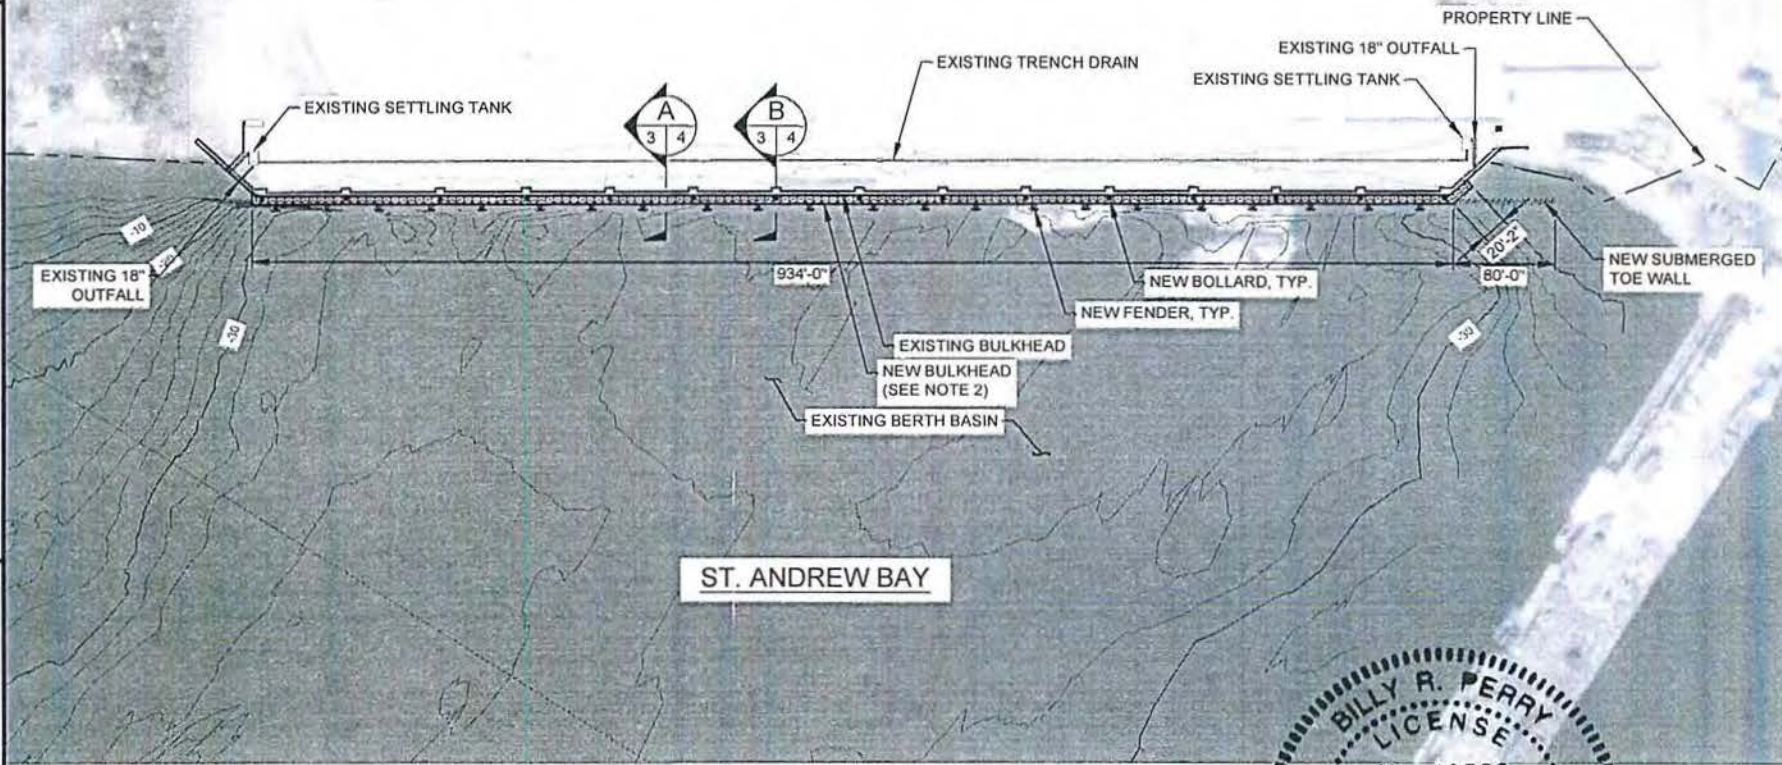 PROPERTY LINE
EXISTING 18" OUTFALL
EXISTING TRENCH DRAIN
EXISTING SETTLING TANK
EXISTING SETTLING TANK
A
3 4
B
3 4
-10
-20
EXISTING 18"
OUTFALL
-30
934'-0"
20'-2"
80'-0"
NEW SUBMERGED
TOE WALL
NEW BOLLARD, TYP.
NEW FENDER, TYP.
EXISTING BULKHEAD
NEW BULKHEAD
(SEE NOTE 2)
EXISTING BERTH BASIN
-30
ST. ANDREW BAY
BILLY R. PERRY
LICENSE